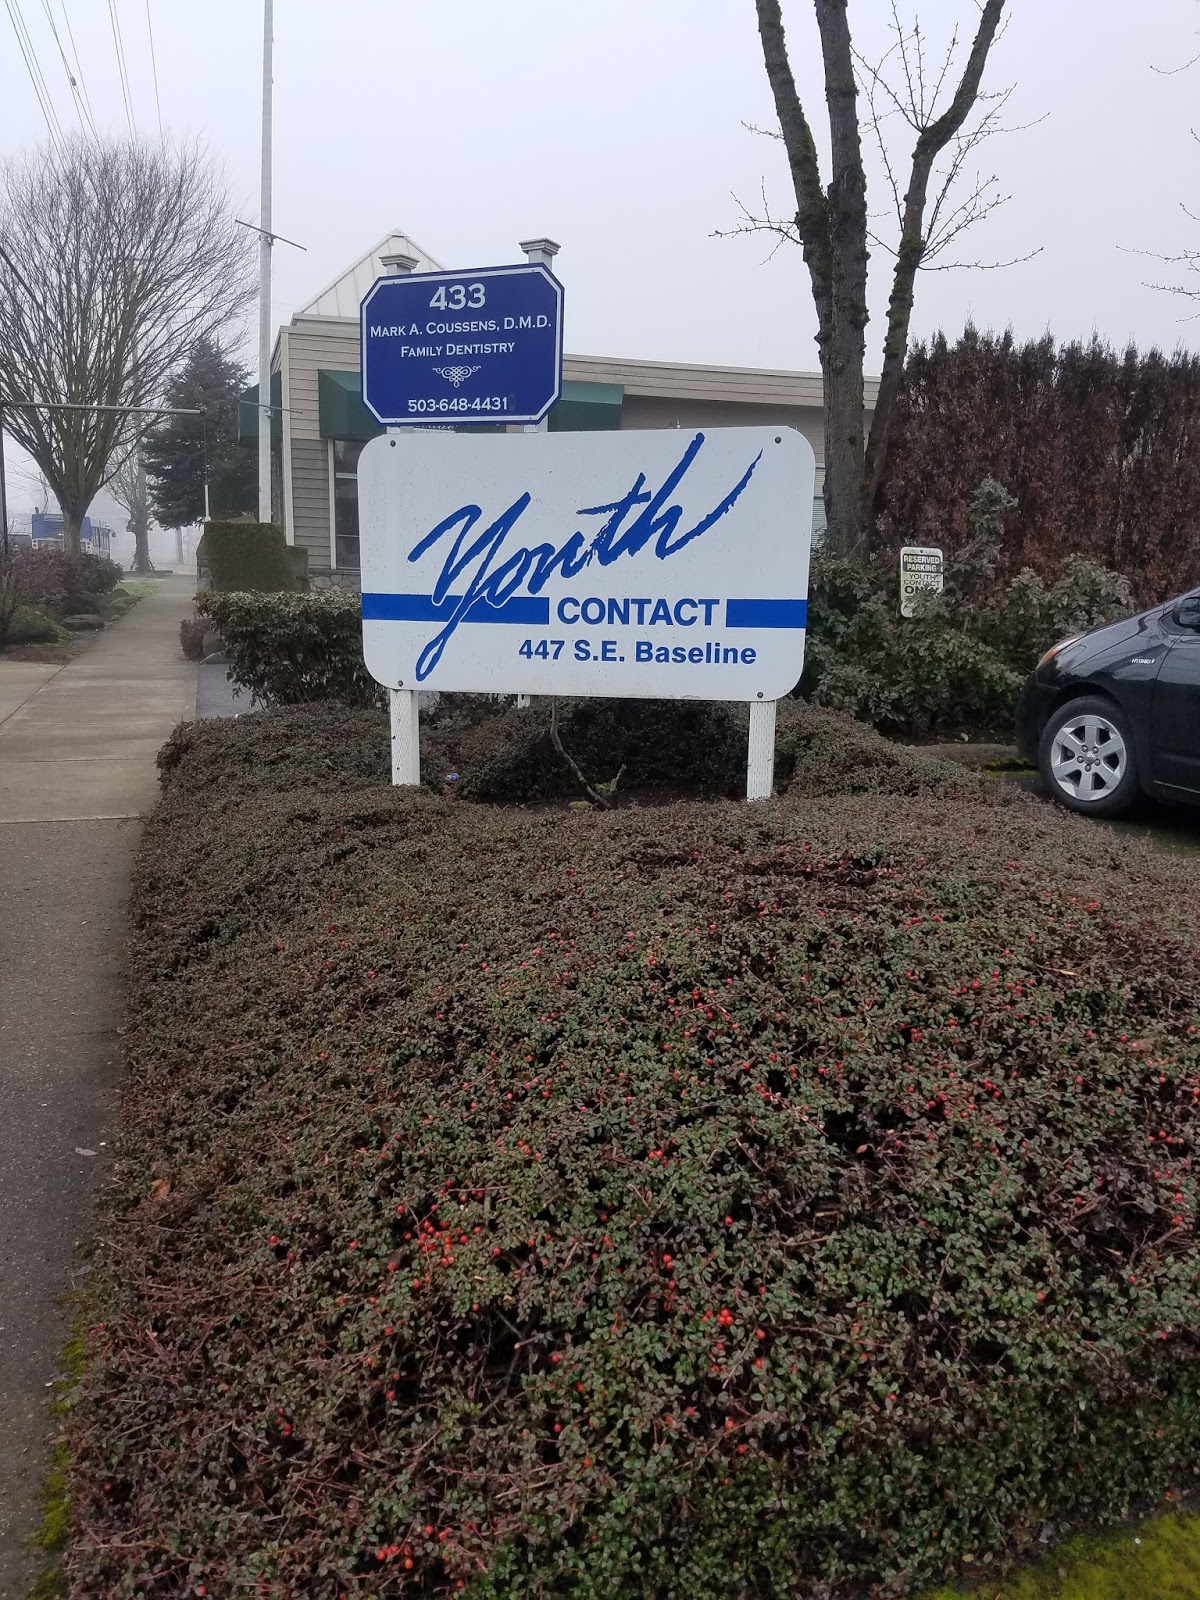 433
MARK A. COUSSENS, D.M.D.
FAMILY DENTISTRY
503-648-4431
Youth
CONTACT
447 S.E. Baseline
RESERVED
PARKING
YOUTH
CONTACT
ONLY